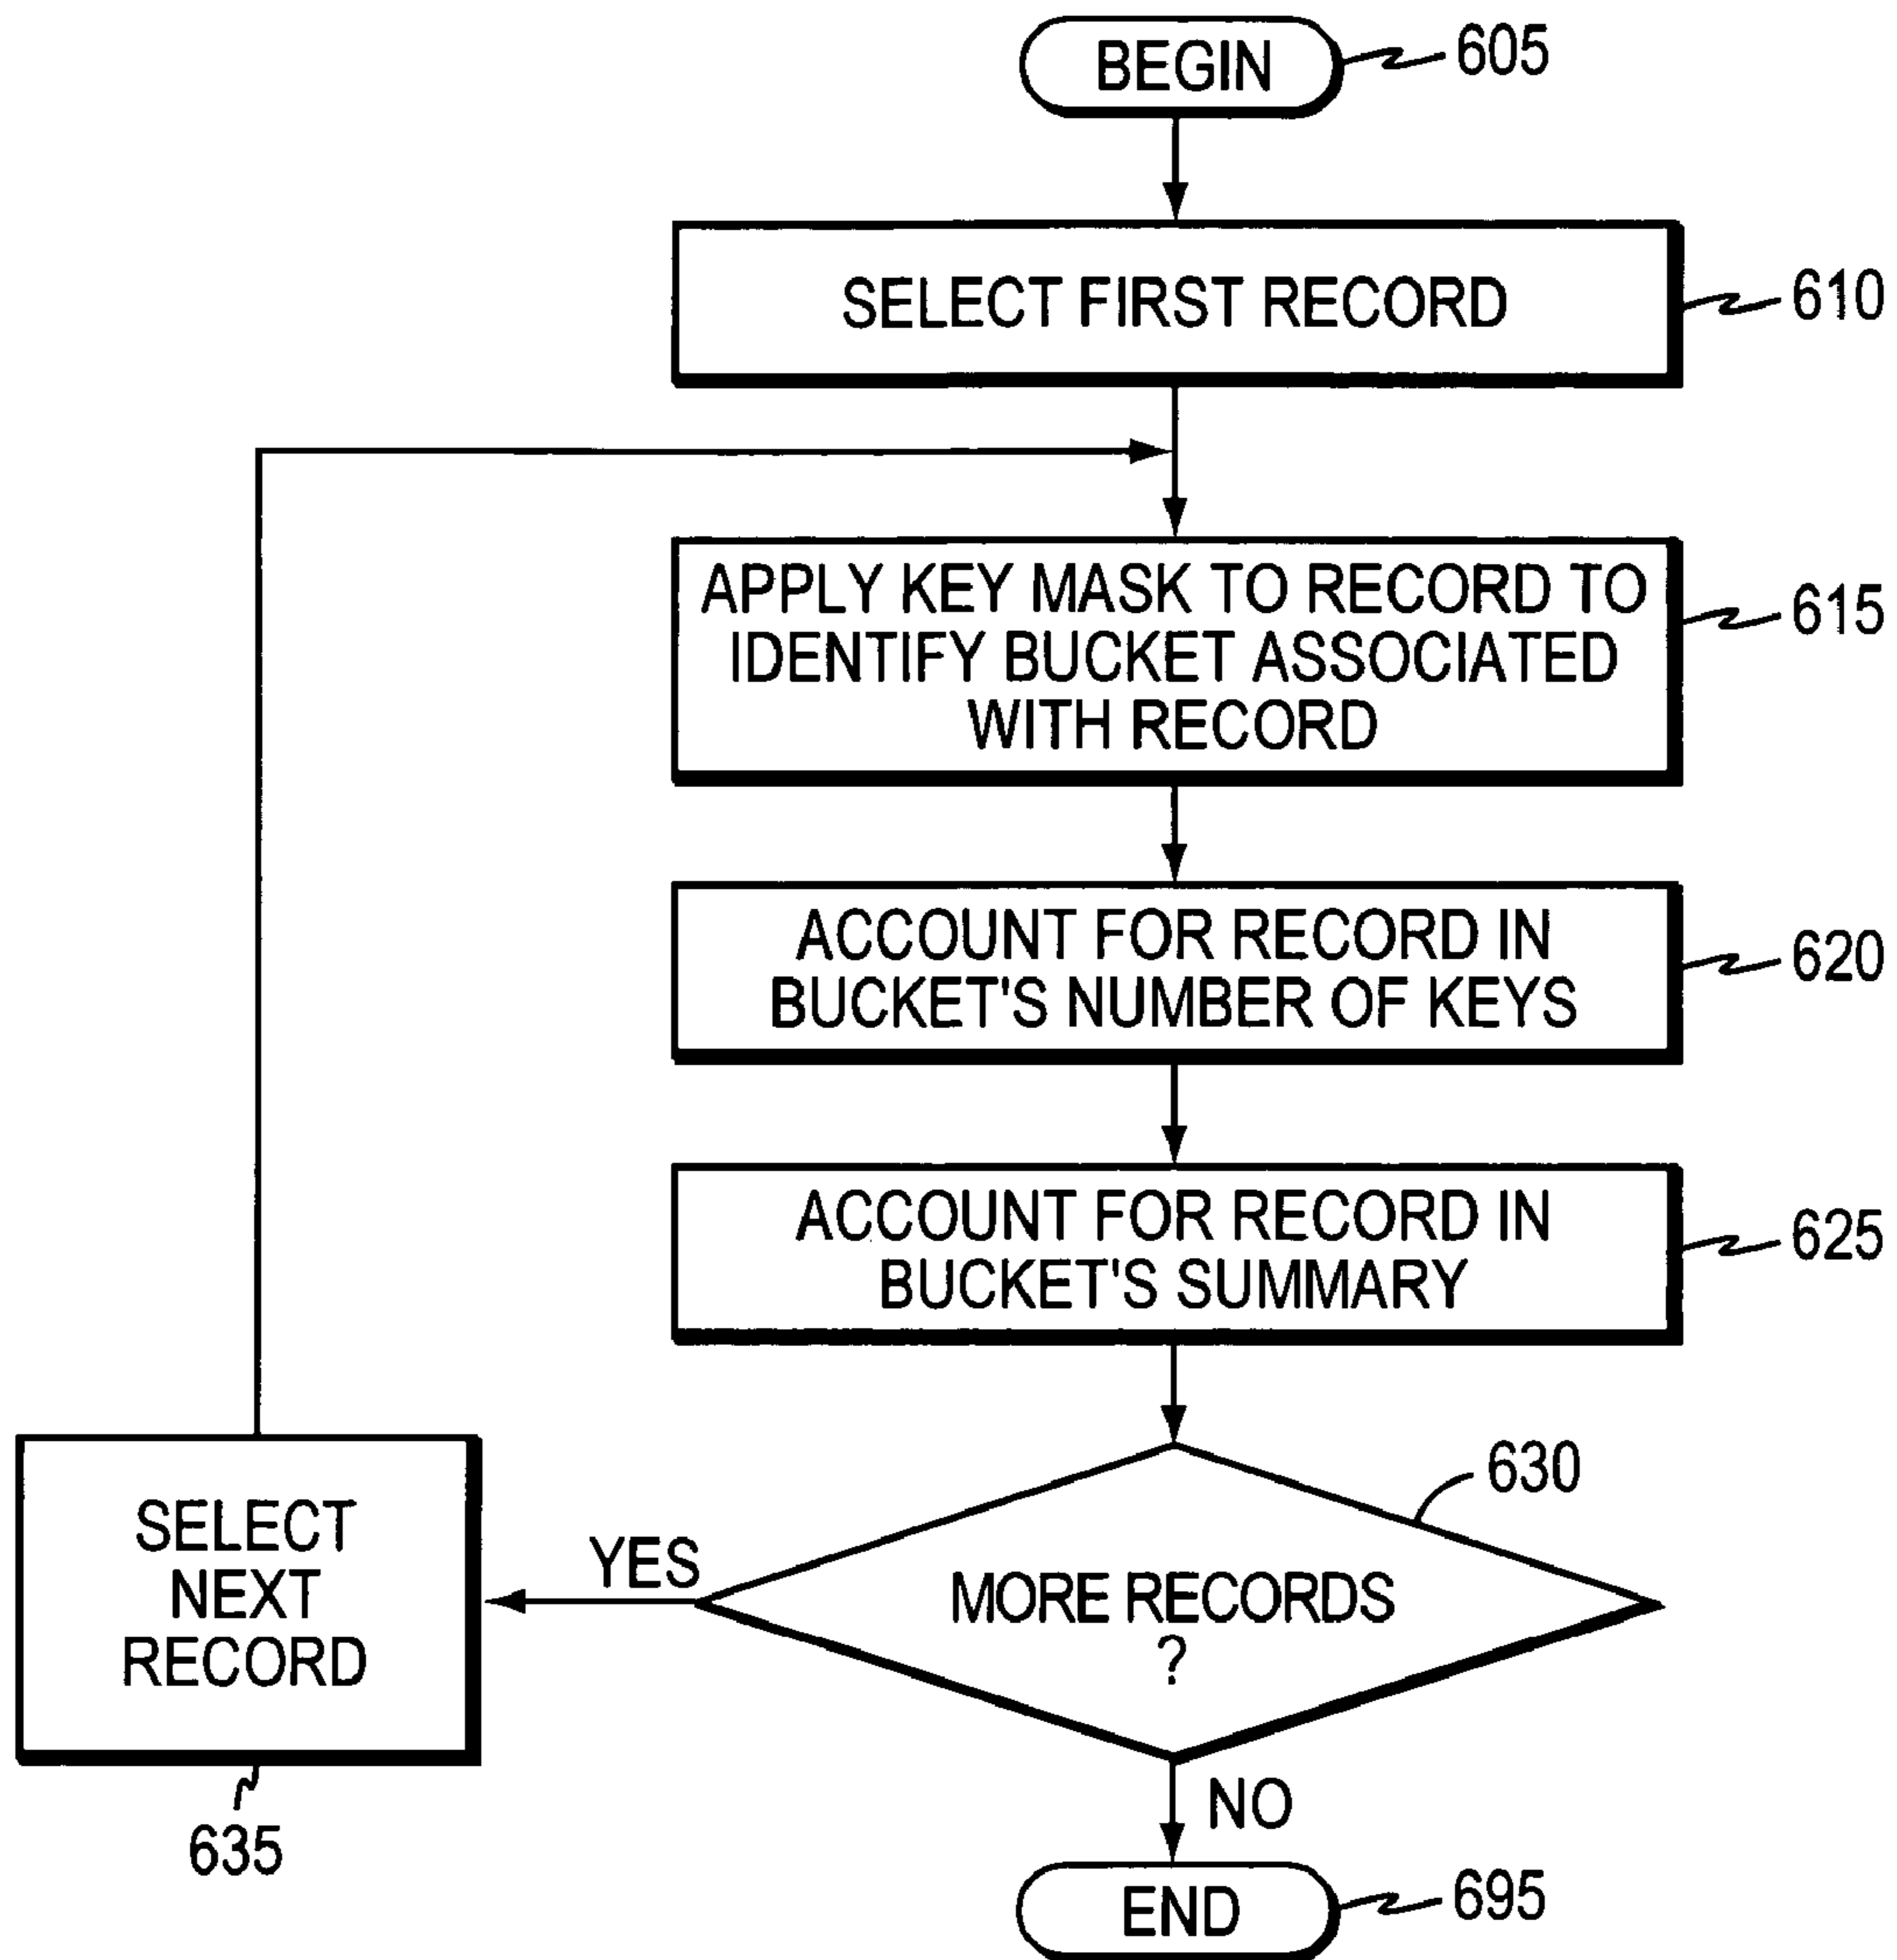 BEGIN
605
SELECT FIRST RECORD
610
APPLY KEY MASK TO RECORD TO
IDENTIFY BUCKET ASSOCIATED
WITH RECORD
615
ACCOUNT FOR RECORD IN
BUCKET'S NUMBER OF KEYS
620
ACCOUNT FOR RECORD IN
BUCKET'S SUMMARY
625
630
MORE RECORDS
?
YES
SELECT
NEXT
RECORD
635
NO
END
695